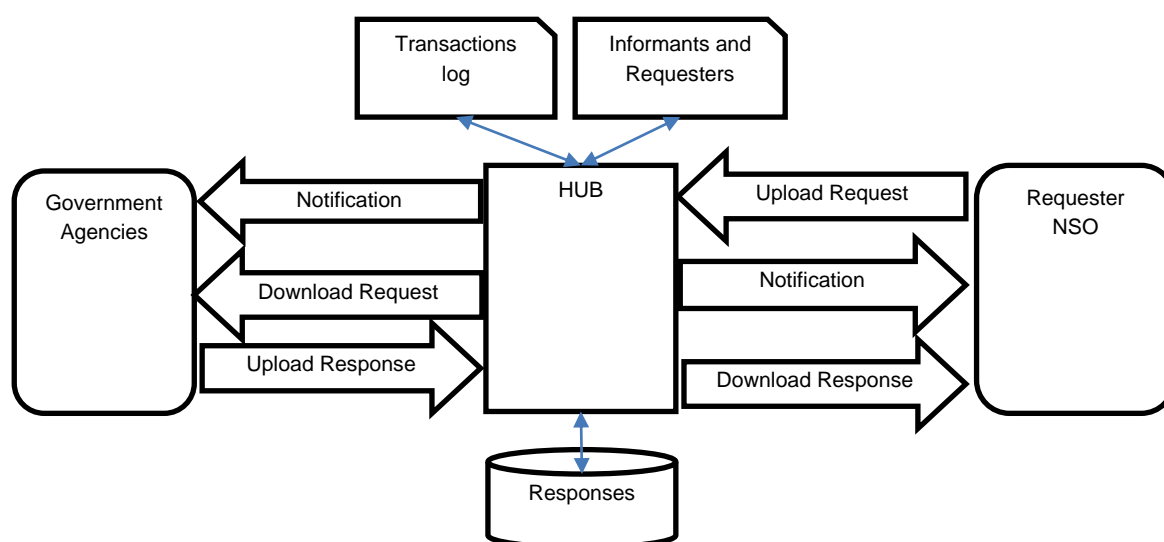 Transactions
log
Informants and
Requesters
Government
Agencies
Notification
Download Request
Upload Response
HUB
Upload Request
Notification
Download Response
Requester
NSO
Responses